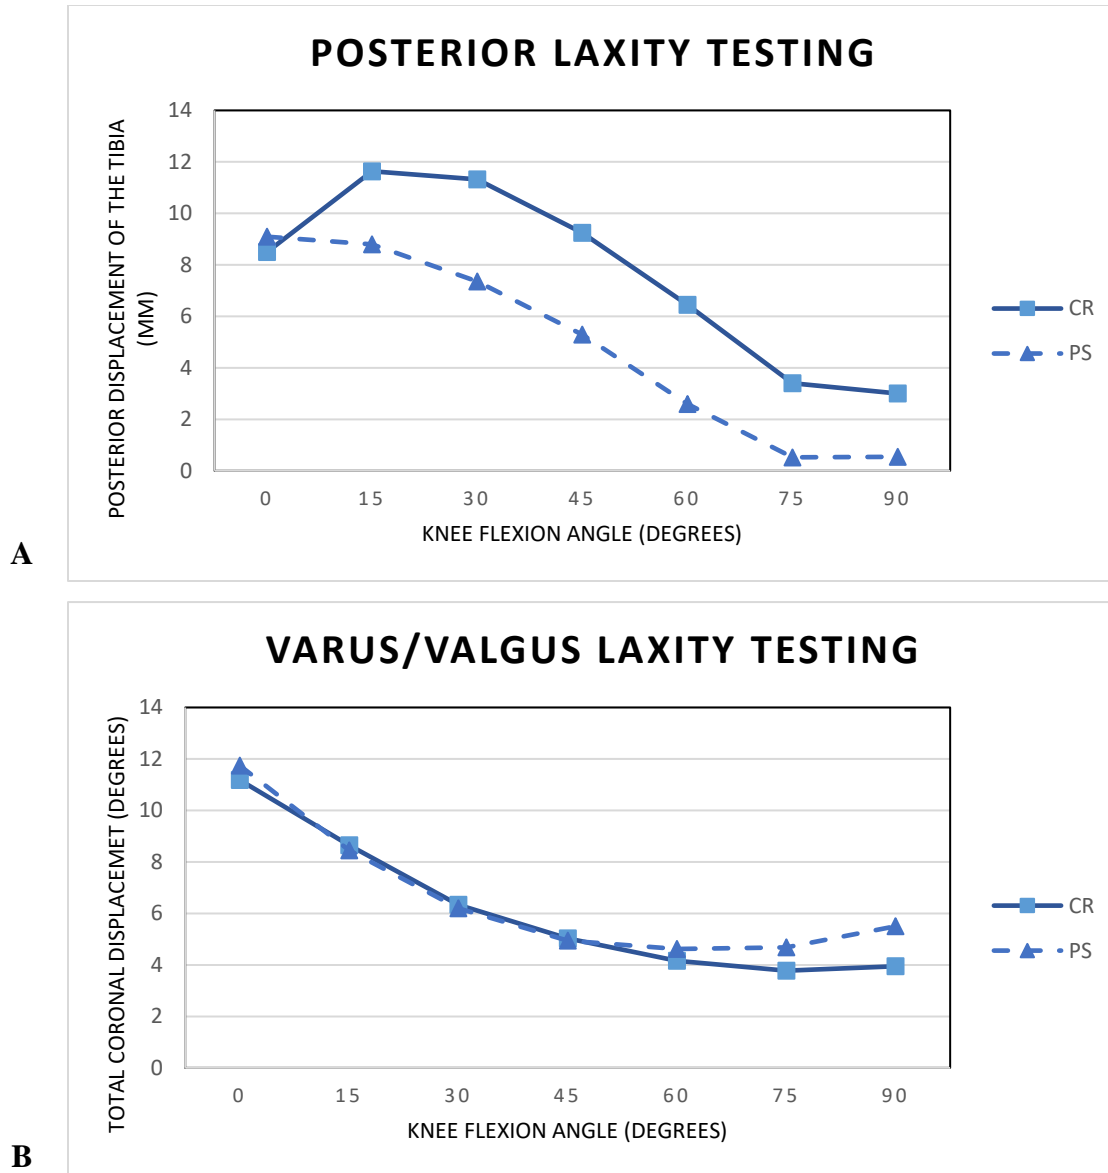 POSTERIOR LAXITY TESTING
POSTERIOR DISPLACEMENT OF THE TIBIA
(MM)
14
12
10
8
6
4
2
0
0 15 30 45 60 75 90
KNEE FLEXION ANGLE (DEGREES)
CR
PS
A
VARUS/VALGUS LAXITY TESTING
TOTAL CORONAL DISPLACEMET (DEGREES)
14
12
10
8
6
4
2
0
0 15 30 45 60 75 90
KNEE FLEXION ANGLE (DEGREES)
CR
PS
B